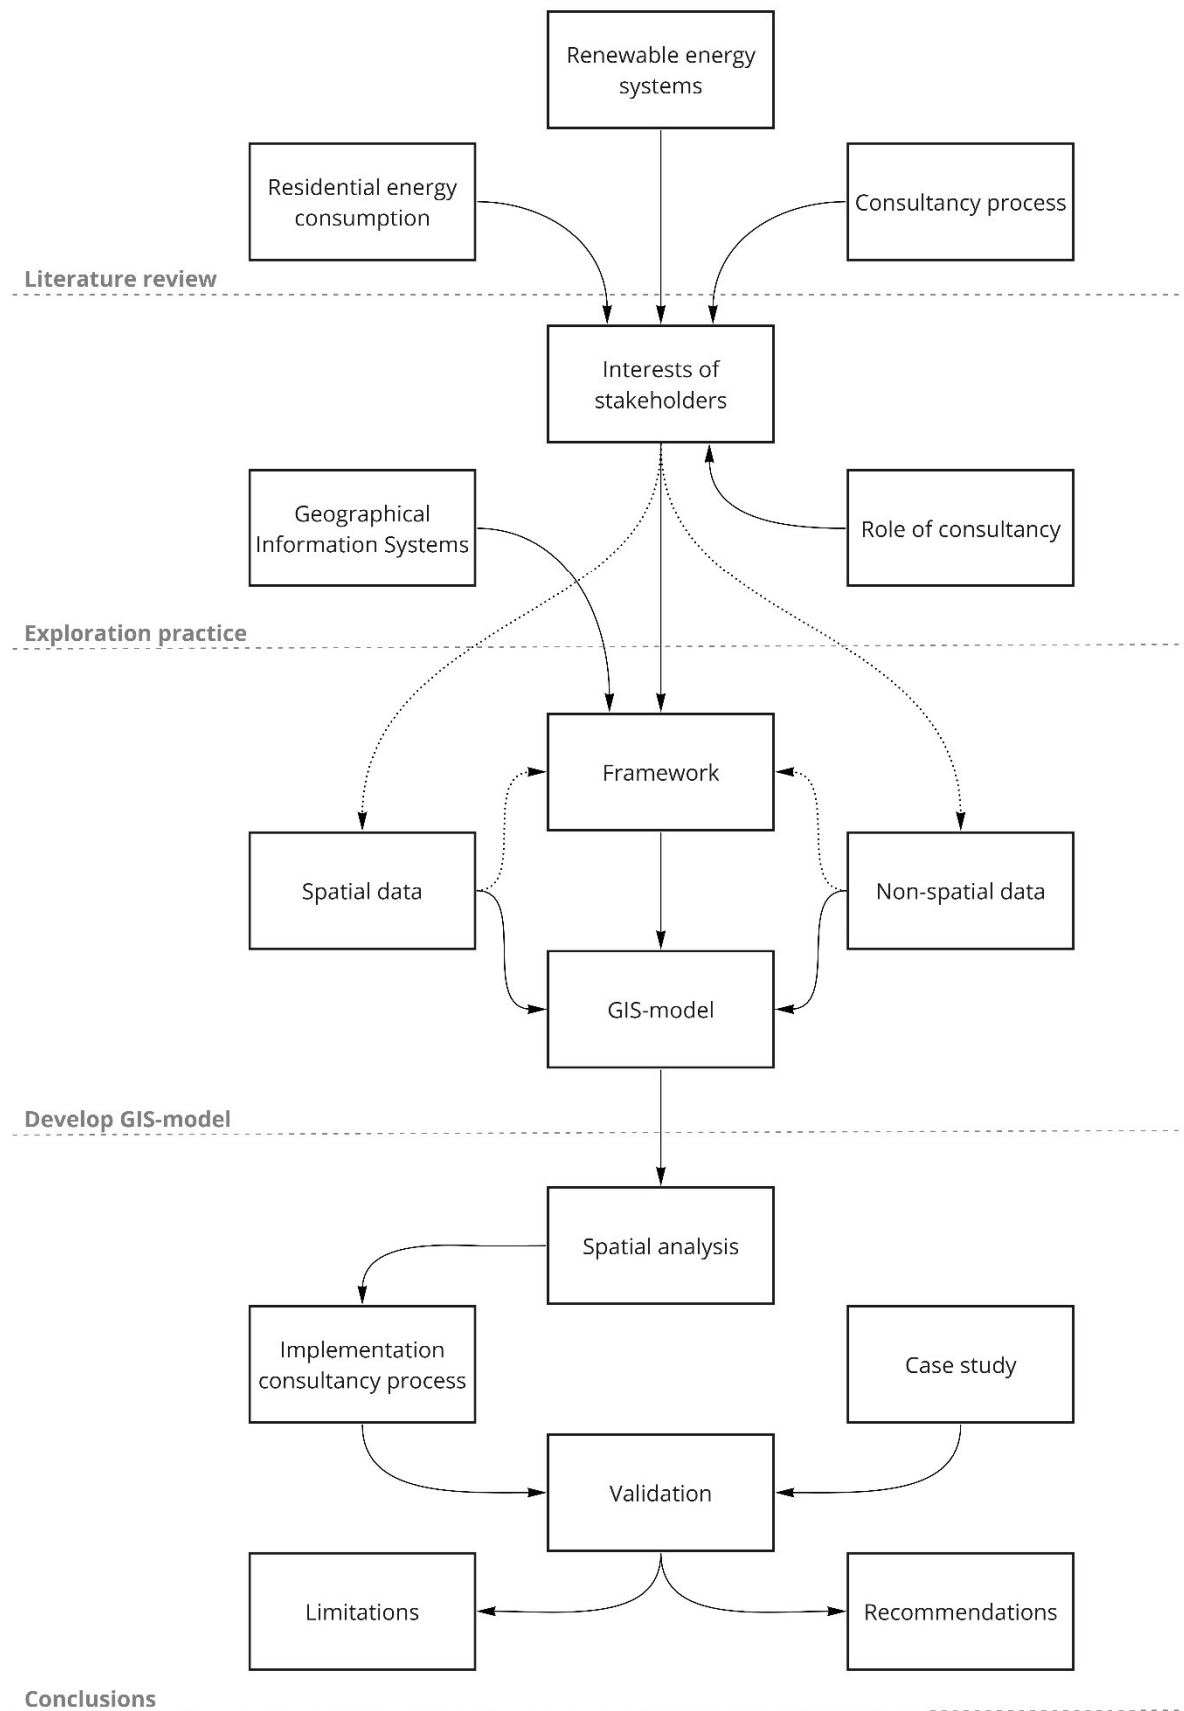 Renewable energy
systems
Residential energy
consumption
Consultancy process
Literature review
Interests of
stakeholders
Geographical
Information Systems
Role of consultancy
Exploration practice
Framework
Spatial data
Non-spatial data
GIS-model
Develop GIS-model
Spatial analysis
Implementation
consultancy process
Case study
Validation
Limitations
Recommendations
Conclusions